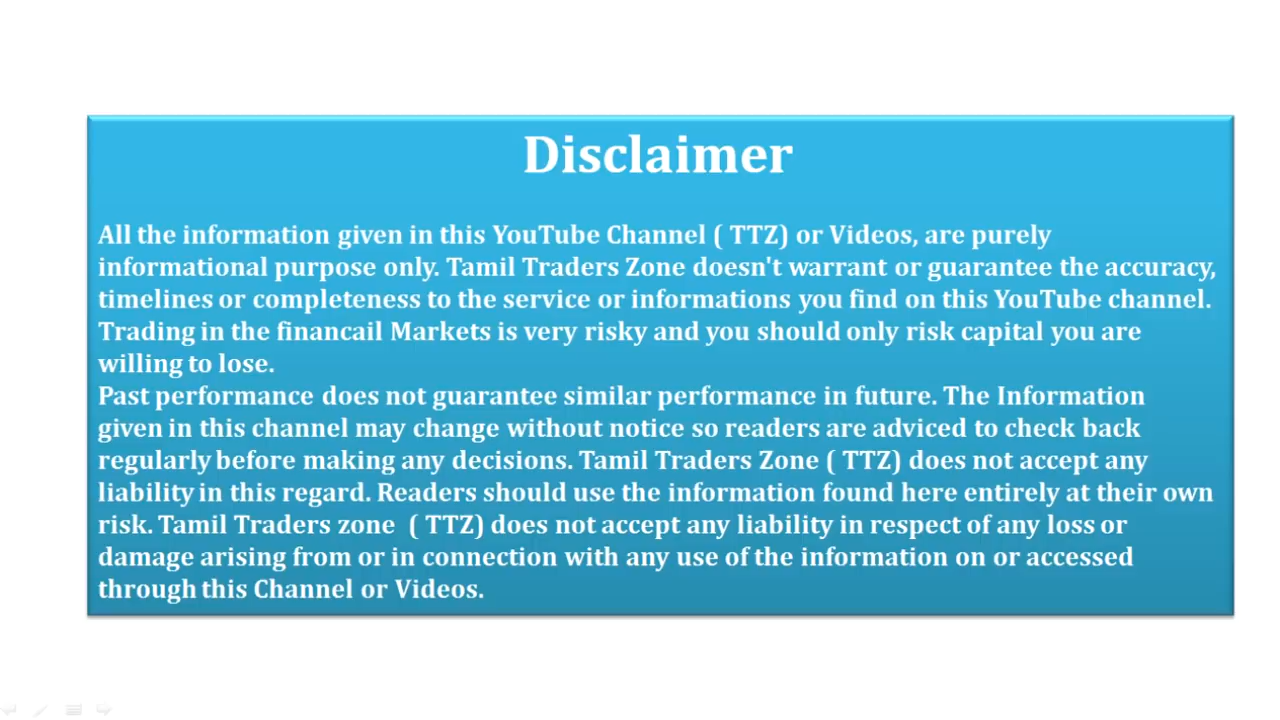 Disclaimer
All the information given in this YouTube Channel ( TTZ) or Videos, are purely
informational purpose only. Tamil Traders Zone doesn't warrant or guarantee the accuracy,
timelines or completeness to the service or informations you find on this YouTube channel.
Trading in the financail Markets is very risky and you should only risk capital you are
willing to lose.
Past performance does not guarantee similar performance in future. The Information
given in this channel may change without notice so readers are adviced to check back
regularly before making any decisions. Tamil Traders Zone ( TTZ) does not accept any
liability in this regard. Readers should use the information found here entirely at their own
risk. Tamil Traders zone  ( TTZ) does not accept any liability in respect of any loss or
damage arising from or in connection with any use of the information on or accessed
through this Channel or Videos.